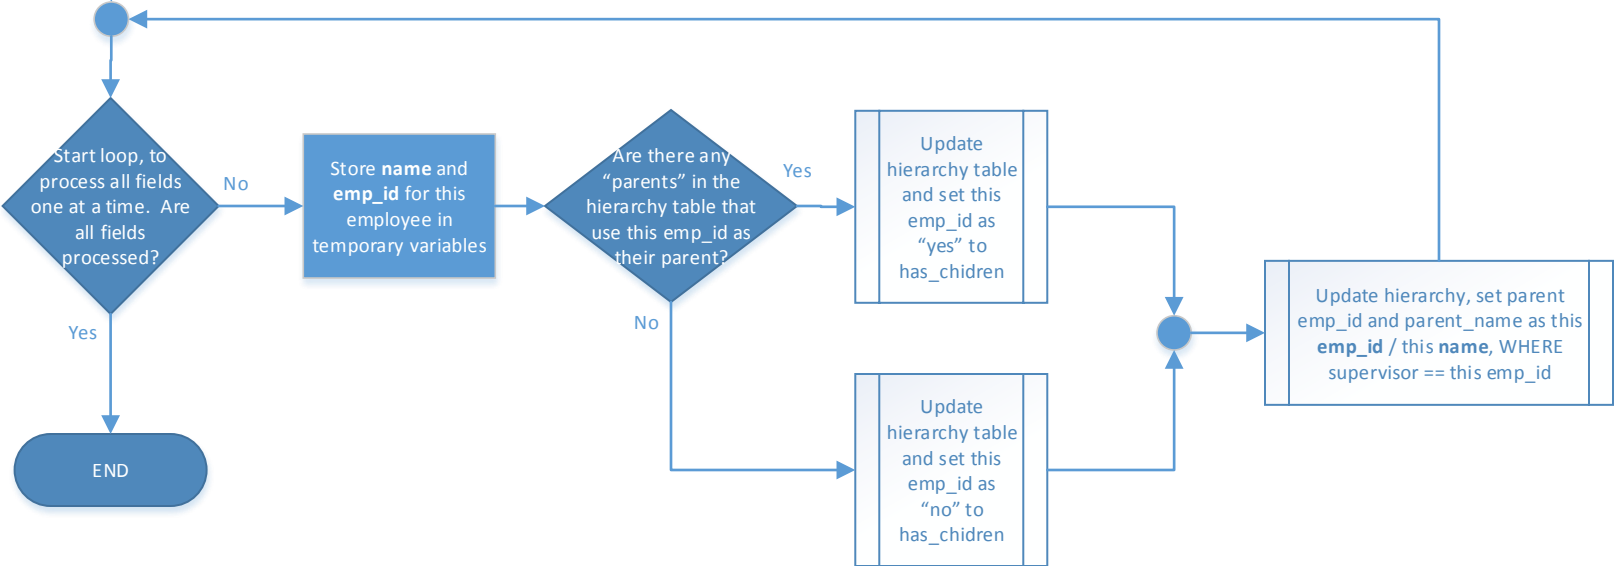 Start loop, to
process all fields
one at a time.  Are
all fields
processed?
No
Yes
END
Store name and
emp_id for this
employee in
temporary variables
Are there any
“parents” in the
hierarchy table that
use this emp_id as
their parent?
Yes
No
Update
hierarchy table
and set this
emp_id as
“yes” to
has_chidren
Update
hierarchy table
and set this
emp_id as
“no” to
has_chidren
Update hierarchy, set parent
emp_id and parent_name as this
emp_id / this name, WHERE
supervisor == this emp_id